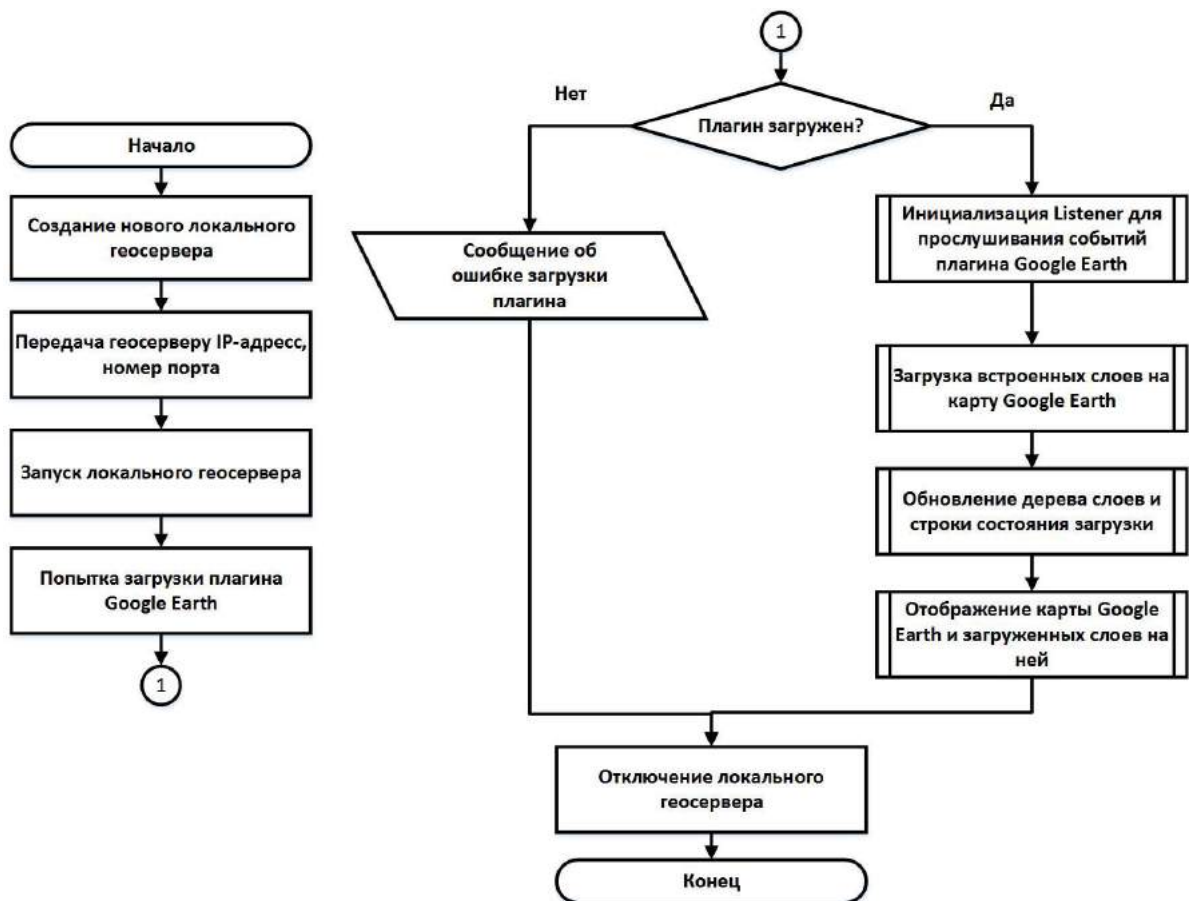 Начало
Создание нового локального
геосервера
Передача геосерверу IP-адресс,
номер порта
Запуск локального геосервера
Попытка загрузки плагина
Google Earth
1
1
Плагин загружен?
Нет
Да
Сообщение об
ошибке загрузки
плагина
Инициализация Listener для
прослушивания событий
плагина Google Earth
Загрузка встроенных слоев на
карту Google Earth
Обновление дерева слоев и
строки состояния загрузки
Отображение карты Google
Earth и загруженных слоев на
ней
Отключение локального
геосервера
Конец